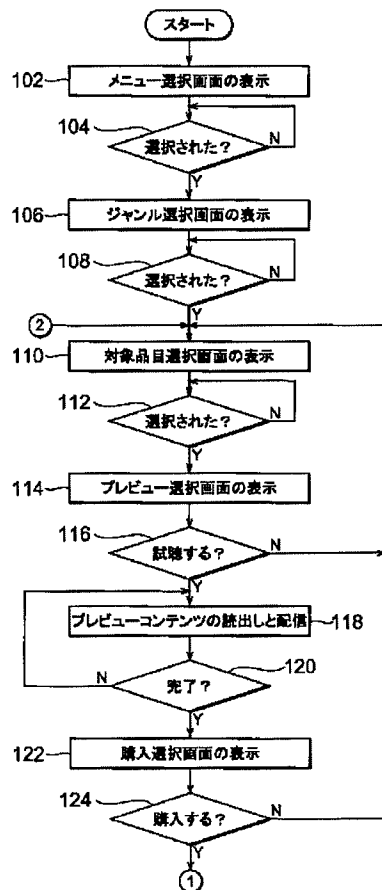 スタート
102
メニュー選択画面の表示
104
選択された?
N
Y
106
ジャンル選択画面の表示
108
選択された?
N
Y
2
110
対象品目選択画面の表示
112
選択された?
N
Y
114
プレビュー選択画面の表示
116
試聴する?
N
Y
プレビューコンテンツの読出しと配信
118
120
N
完了?
Y
122
購入選択画面の表示
124
購入する?
N
Y
1